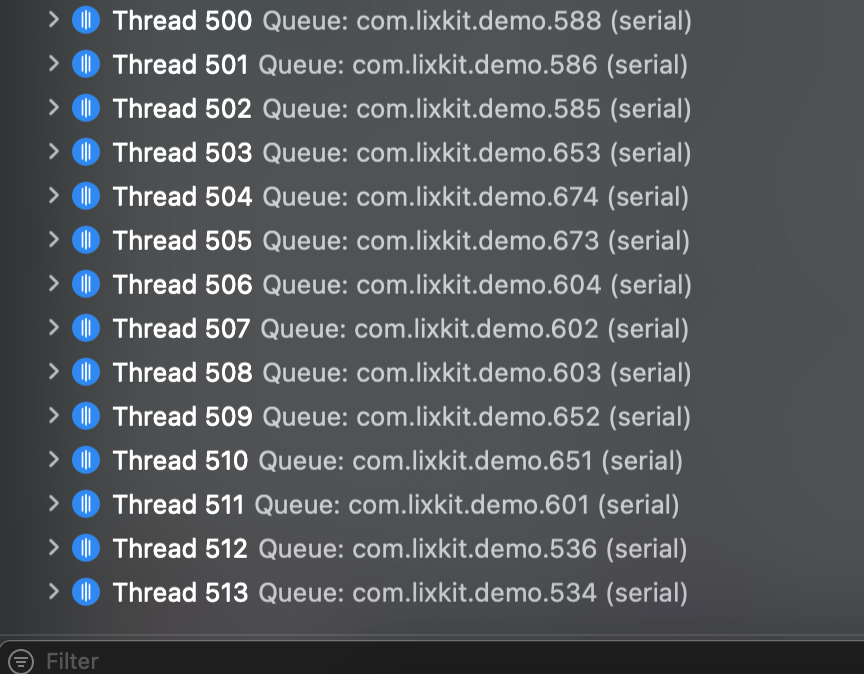 Thread 500 Queue: com.lixkit.demo.588 (serial)
Thread 501 Queue: com.lixkit.demo.586 (serial)
Thread 502 Queue: com.lixkit.demo.585 (serial)
Thread 503 Queue: com.lixkit.demo.653 (serial)
Thread 504 Queue: com.lixkit.demo.674 (serial)
Thread 505 Queue: com.lixkit.demo.673 (serial)
Thread 506 Queue: com.lixkit.demo.604 (serial)
Thread 507 Queue: com.lixkit.demo.602 (serial)
Thread 508 Queue: com.lixkit.demo.603 (serial)
Thread 509 Queue: com.lixkit.demo.652 (serial)
Thread 510 Queue: com.lixkit.demo.651 (serial)
Thread 511 Queue: com.lixkit.demo.601 (serial)
Thread 512 Queue: com.lixkit.demo.536 (serial)
Thread 513 Queue: com.lixkit.demo.534 (serial)
Filter